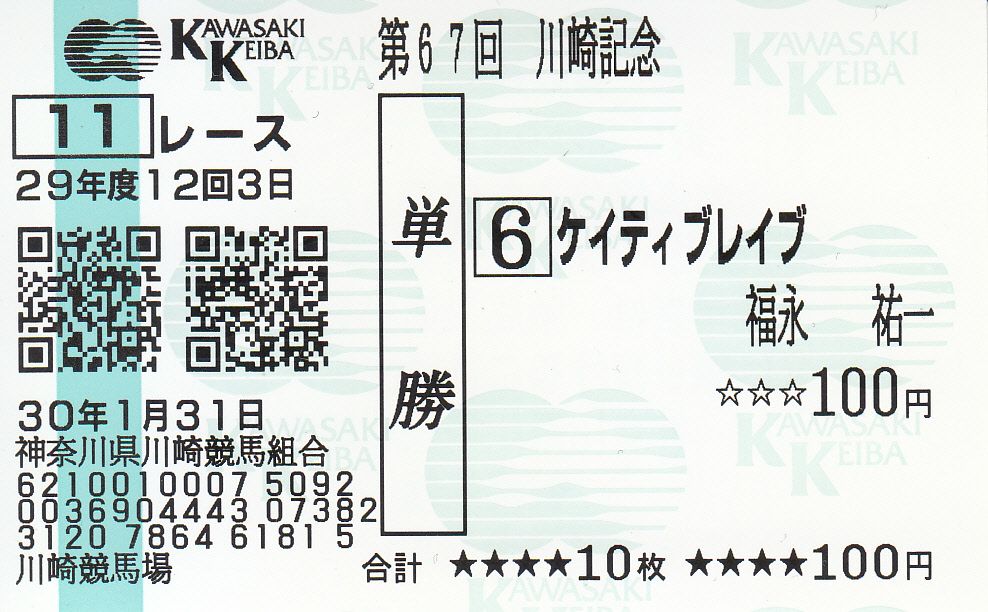 KAWASAKI
KEIBA
第67回 川崎記念
11レース
29年度12回3日
単勝
6 ケイティブレイブ
福永 祐一
☆☆☆100円
30年1月31日
神奈川県川崎競馬組合
6210010007 5092
0036904443 07382
3120 7864 6181 5
川崎競馬場
合計 ★★★★10枚 ★★★★100円